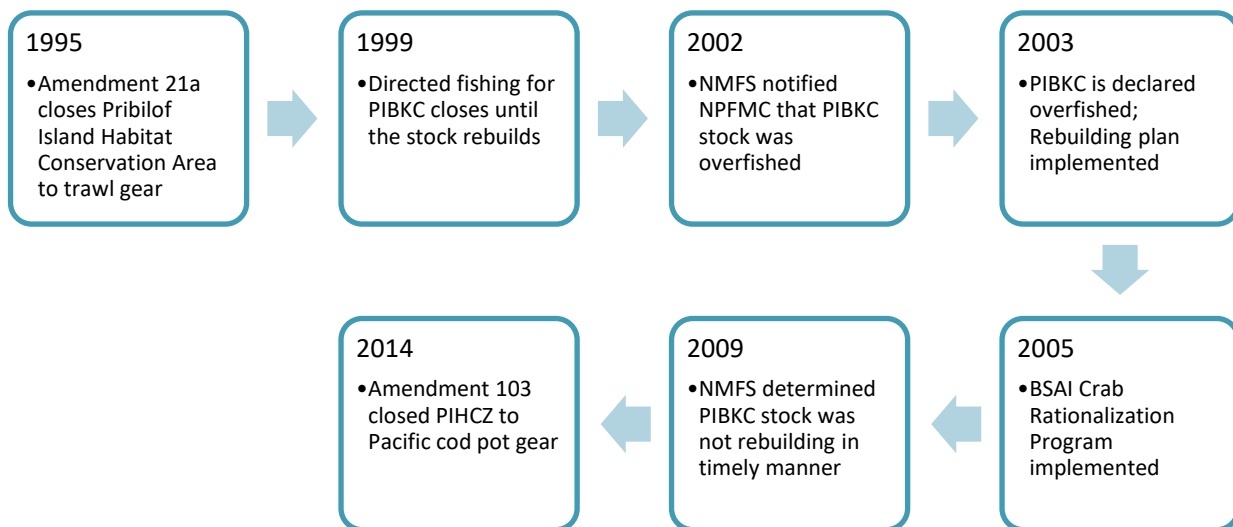 1995
•Amendment 21a
closes Pribilof
Island Habitat
Conservation Area
to trawl gear
1999
•Directed fishing for
PIBKC closes until
the stock rebuilds
2002
•NMFS notified
NPFMC that PIBKC
stock was
overfished
2003
•PIBKC is declared
overfished;
Rebuilding plan
implemented
2005
•BSAI Crab
Rationalization
Program
implemented
2009
•NMFS determined
PIBKC stock was
not rebuilding in
timely manner
2014
•Amendment 103
closed PIHCZ to
Pacific cod pot gear